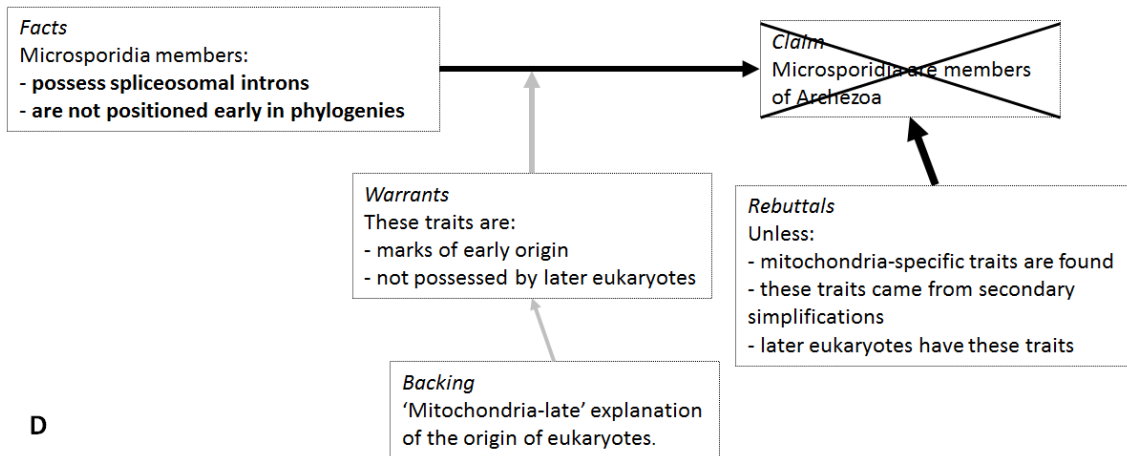 Facts
Microsporidia members:
- possess spliceosomal introns
- are not positioned early in phylogenies
Claim
Microsporidia are members
of Archezoa
Warrants
These traits are:
- marks of early origin
- not possessed by later eukaryotes
Rebuttals
Unless:
- mitochondria-specific traits are found
- these traits came from secondary
simplifications
- later eukaryotes have these traits
Backing
‘Mitochondria-late’ explanation
of the origin of eukaryotes.
D